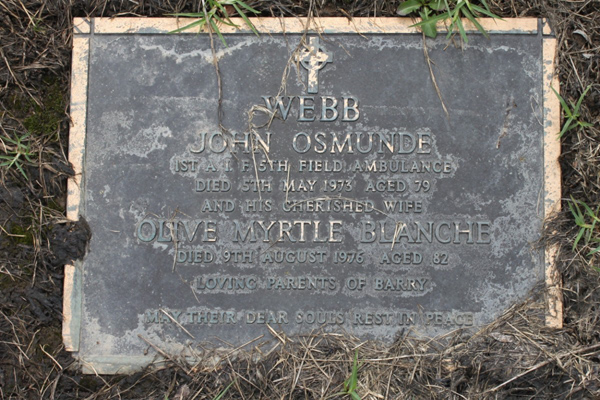 WEBB
JOHN OSMUNDE
1ST A.I.F. 5TH FIELD AMBULANCE
DIED 5TH MAY 1973 AGED 79
AND HIS CHERISHED WIFE
OLIVE MYRTLE BLANCHE
DIED 9TH AUGUST 1976 AGED 82
LOVING PARENTS OF BARRY
MAY THEIR DEAR SOULS REST IN PEACE